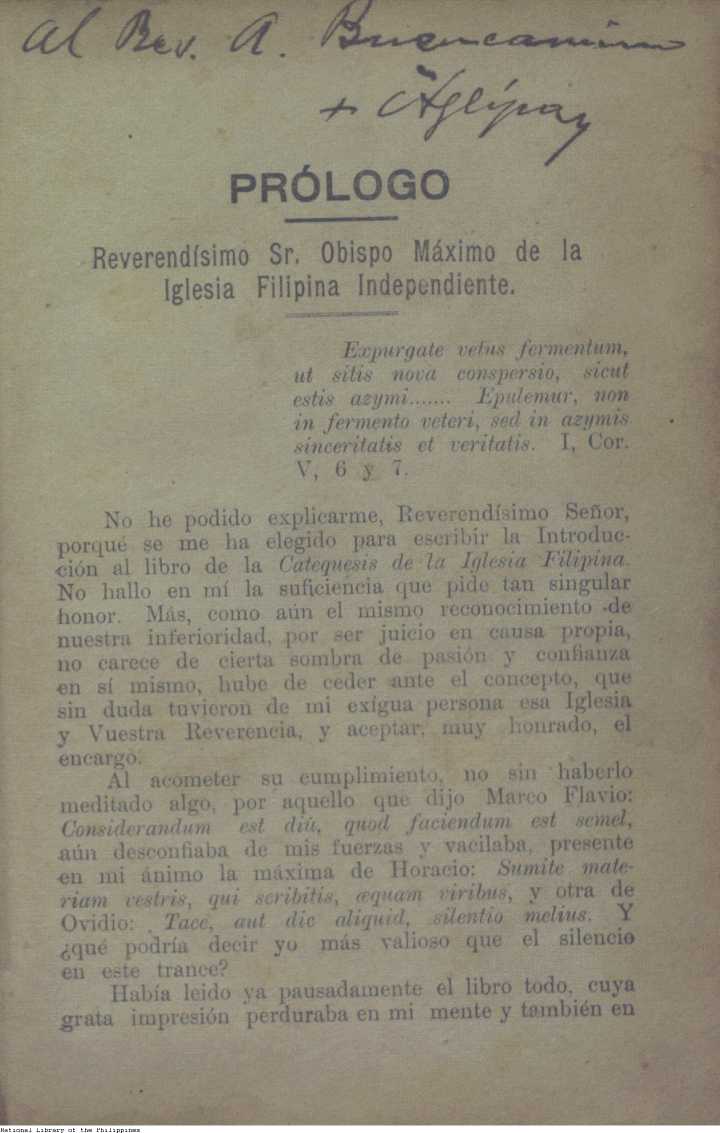 Al Rev. A. Buencamino
+ Aglípay
PRÓLOGO
Reverendísimo Sr. Obispo Máximo de la
Iglesia Filipina Independiente.
Expurgate vetus fermentum,
ut sitis nova conspersio, sicut
estis azymi....... Epulemur, non
in fermento veteri, sed in azymis
sinceritatis et veritatis. I, Cor.
V, 6 y 7.
No he podido explicarme, Reverendísimo Señor,
porqué se me ha elegido para escribir la Introduc-
ción al libro de la Catequesis de la Iglesia Filipina.
No hallo en mí la suficiencia que pide tan singular
honor. Más, como aún el mismo reconocimiento de
nuestra inferioridad, por ser juicio en causa propia,
no carece de cierta sombra de pasión y confianza
en sí mismo, hube de ceder ante el concepto, que
sin duda tuvieron de mi exígua persona esa Iglesia
y Vuestra Reverencia, y aceptar, muy honrado, el
encargo.
Al acometer su cumplimiento, no sin haberlo
meditado algo, por aquello que dijo Marco Flavio:
Considerandum est diú, quod faciendum est semel,
aún desconfiaba de mis fuerzas y vacilaba, presente
en mi ánimo la máxima de Horacio: Sumite mate-
riam vestris, qui scribitis, æquam viribus, y otra de
Ovidio: Tace, aut dic aliquid, silentio melius. Y
¿qué podría decir yo más valioso que el silencio
en este trance?
Había leido ya pausadamente el libro todo, cuya
grata impresión perduraba en mi mente y también en
National Library of the Philippines